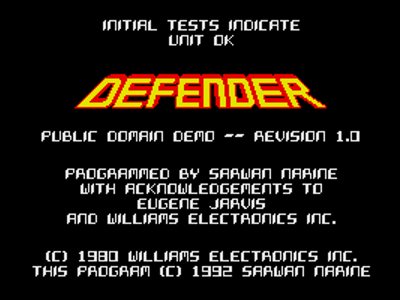 INITIAL TESTS INDICATE
UNIT OK
DEFENDER
PUBLIC DOMAIN DEMO -- REVISION 1.0
PROGRAMMED BY SARWAN NARINE
WITH ACKNOWLEDGEMENTS TO
EUGENE JARVIS
AND WILLIAMS ELECTRONICS INC.
(C) 1980 WILLIAMS ELECTRONICS INC.
THIS PROGRAM (C) 1992 SARWAN NARINE